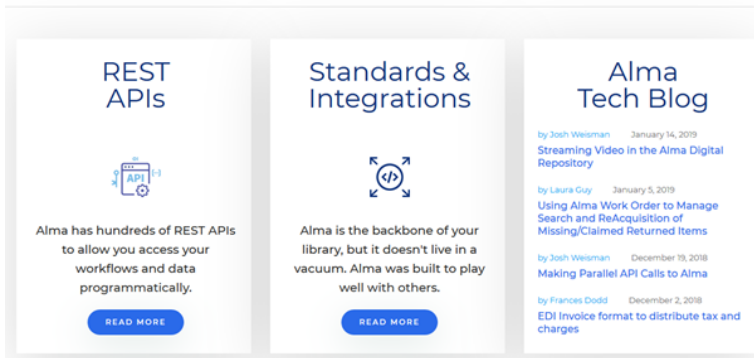 REST
APIs
API
Alma has hundreds of REST APIs
to allow you access your
workflows and data
programmatically.
READ MORE
Standards &
Integrations
</>
Alma is the backbone of your
library, but it doesn't live in a
vacuum. Alma was built to play
well with others.
READ MORE
Alma
Tech Blog
by Josh Weisman January 14, 2019
Streaming Video in the Alma Digital
Repository
by Laura Guy January 5, 2019
Using Alma Work Order to Manage
Search and ReAcquisition of
Missing/Claimed Returned Items
by Josh Weisman December 19, 2018
Making Parallel API Calls to Alma
by Frances Dodd December 2, 2018
EDI Invoice format to distribute tax and
charges